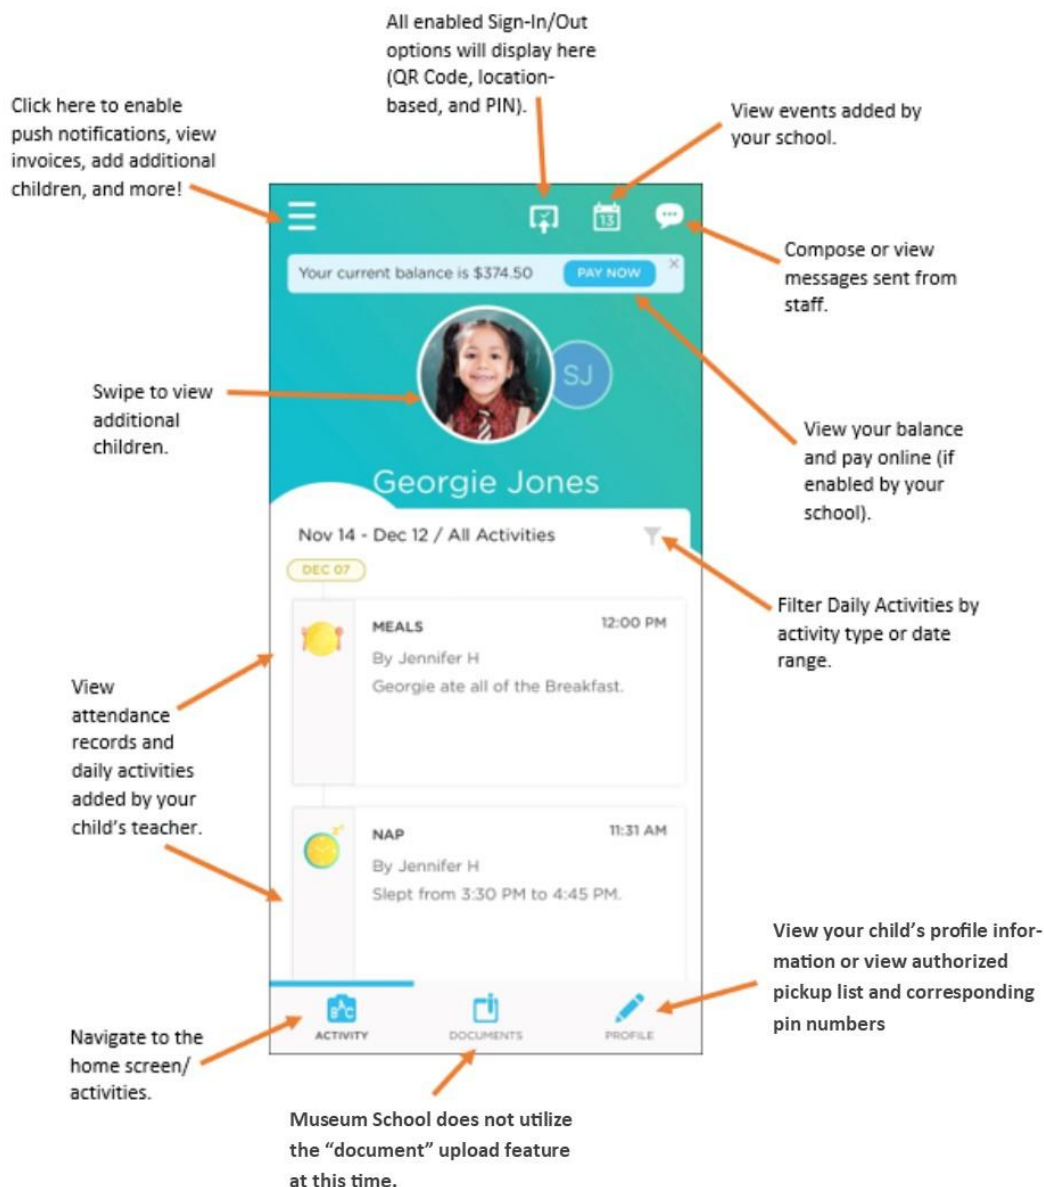 All enabled Sign-In/Out
options will display here
(QR Code, location-
based, and PIN).
Click here to enable
push notifications, view
invoices, add additional
children, and more!
View events added by
your school.
13
Compose or view
messages sent from
staff.
Your current balance is $374.50
PAY NOW
SJ
Swipe to view
additional
children.
View your balance
and pay online (if
enabled by your
school).
Georgie Jones
Nov 14 - Dec 12 / All Activities
DEC 07
Filter Daily Activities by
activity type or date
range.
MEALS
12:00 PM
By Jennifer H
Georgie ate all of the Breakfast.
View
attendance
records and
daily activities
added by your
child’s teacher.
NAP
11:31 AM
By Jennifer H
Slept from 3:30 PM to 4:45 PM.
View your child’s profile infor-
mation or view authorized
pickup list and corresponding
pin numbers
ABC
ACTIVITY
DOCUMENTS
PROFILE
Navigate to the
home screen/
activities.
Museum School does not utilize
the “document” upload feature
at this time.